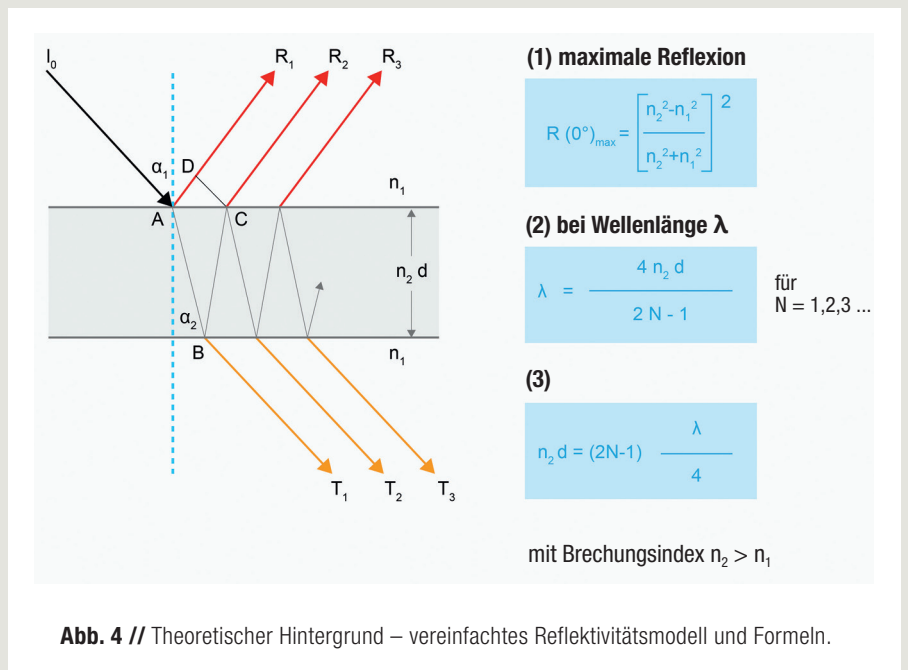 I₀
R₁ R₂ R₃
α₁ D
n₁
A C
n₂ d
α₂
B
n₁
T₁ T₂ T₃
(1) maximale Reflexion
R (0°)max = [ n₂²-n₁² / n₂²+n₁² ] ²
(2) bei Wellenlänge λ
λ = 4 n₂ d / 2 N - 1
für
N = 1,2,3 ...
(3)
n₂ d = (2N-1) λ / 4
mit Brechungsindex n₂ > n₁
Abb. 4 // Theoretischer Hintergrund – vereinfachtes Reflektivitätsmodell und Formeln.